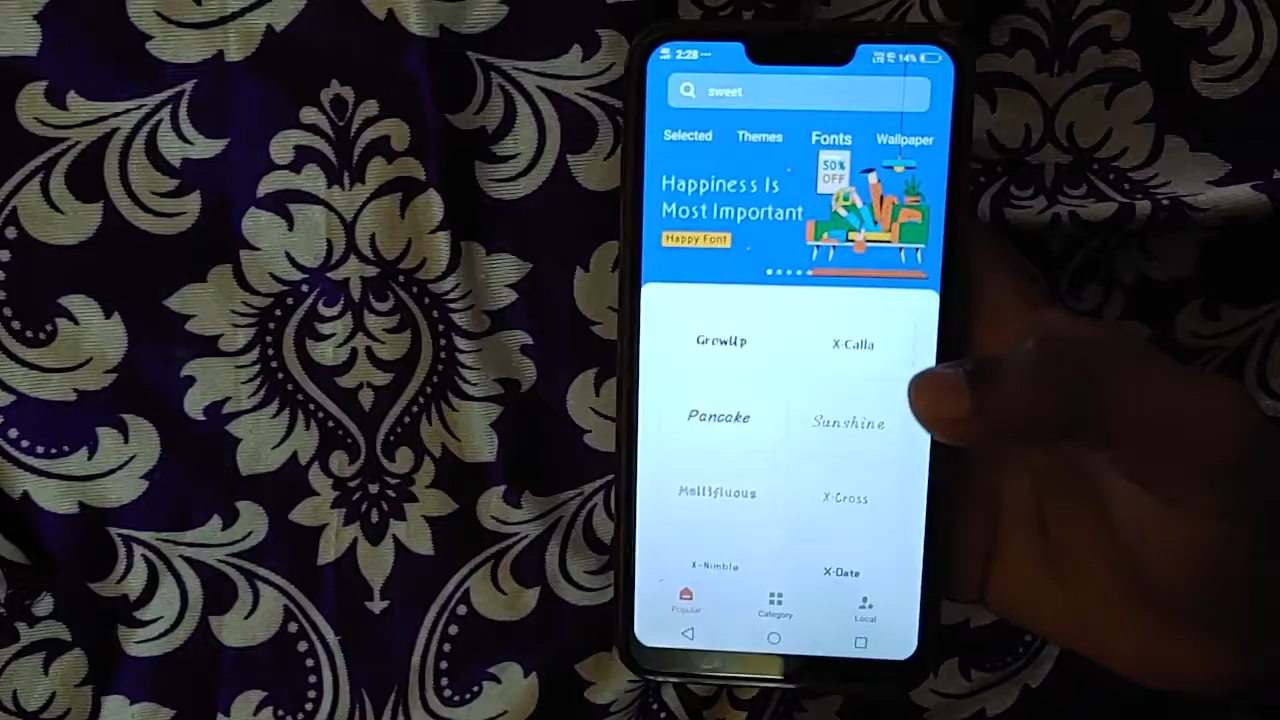 2:28
14%
sweet
Selected Themes Fonts Wallpaper
50%
OFF
Happiness Is
Most Important
Happy Font
GrowUp X-Calla
Pancake Sunshine
Mellifluous X-Cross
X-Nimble X-Date
Popular Category Local